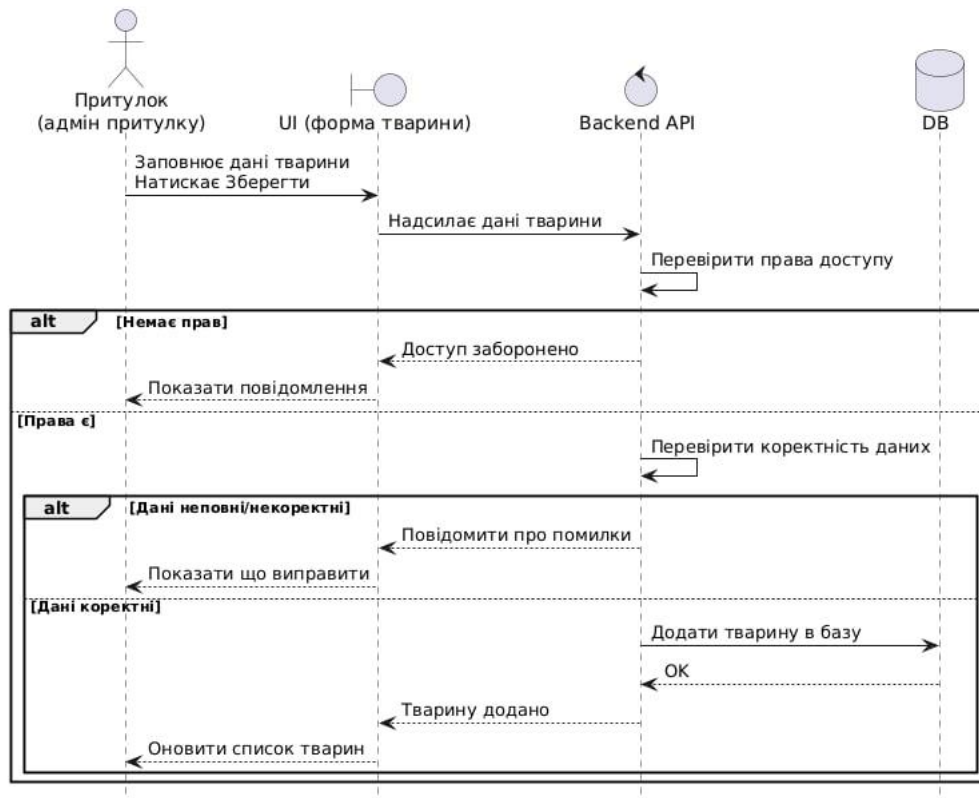 Притулок
(адмін притулку)
UI (форма тварини)
Backend API
DB
Заповнює дані тварини
Натискає Зберегти
Надсилає дані тварини
Перевірити права доступу
alt
[Немає прав]
Доступ заборонено
Показати повідомлення
[Права є]
Перевірити коректність даних
alt
[Дані неповні/некоректні]
Повідомити про помилки
Показати що виправити
[Дані коректні]
Додати тварину в базу
OK
Тварину додано
Оновити список тварин